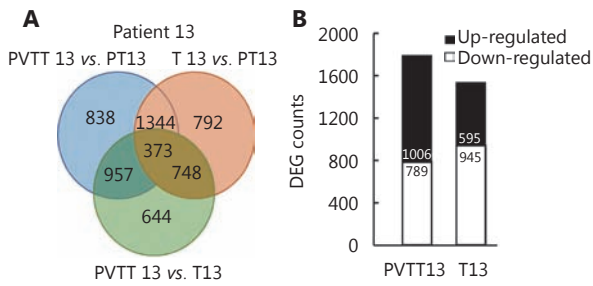 A
Patient 13
PVTT 13 vs. PT13
T 13 vs. PT13
838
1344
792
373
957
748
644
PVTT 13 vs. T13
B
Up-regulated
Down-regulated
DEG counts
2000
1600
1200
800
400
0
1006
789
595
945
PVTT13
T13